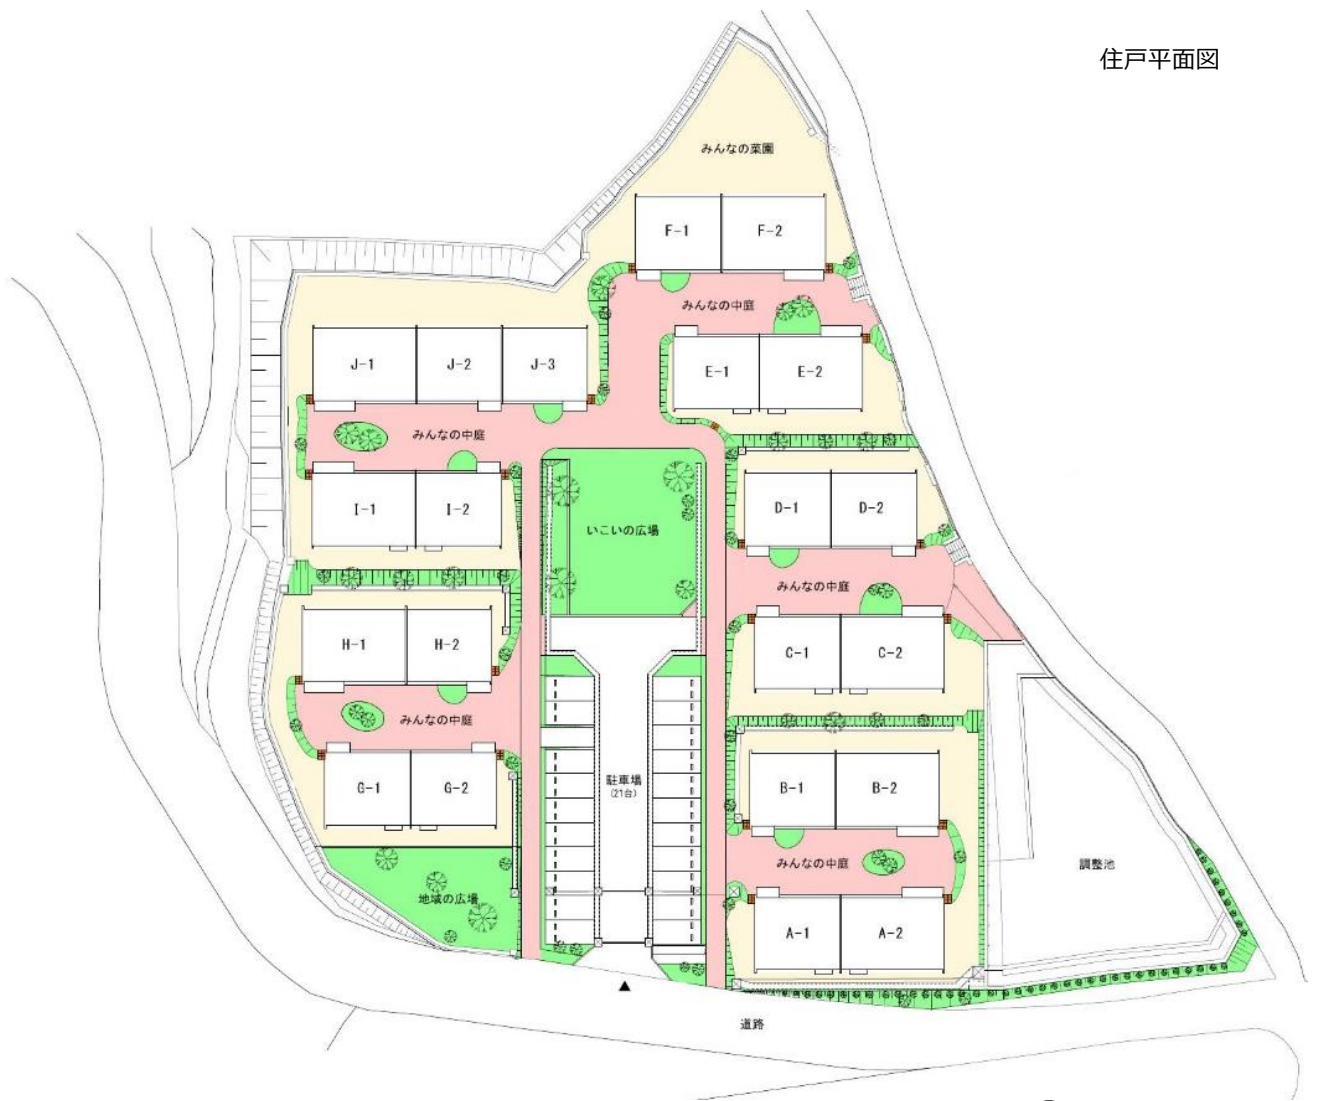 住戸平面図
みんなの菜園
F-1
F-2
みんなの中庭
J-1
J-2
J-3
E-1
E-2
みんなの中庭
I-1
I-2
いこいの広場
D-1
D-2
みんなの中庭
H-1
H-2
C-1
C-2
みんなの中庭
G-1
G-2
駐車場
(21台)
B-1
B-2
みんなの中庭
調整池
地域の広場
A-1
A-2
▲
道路